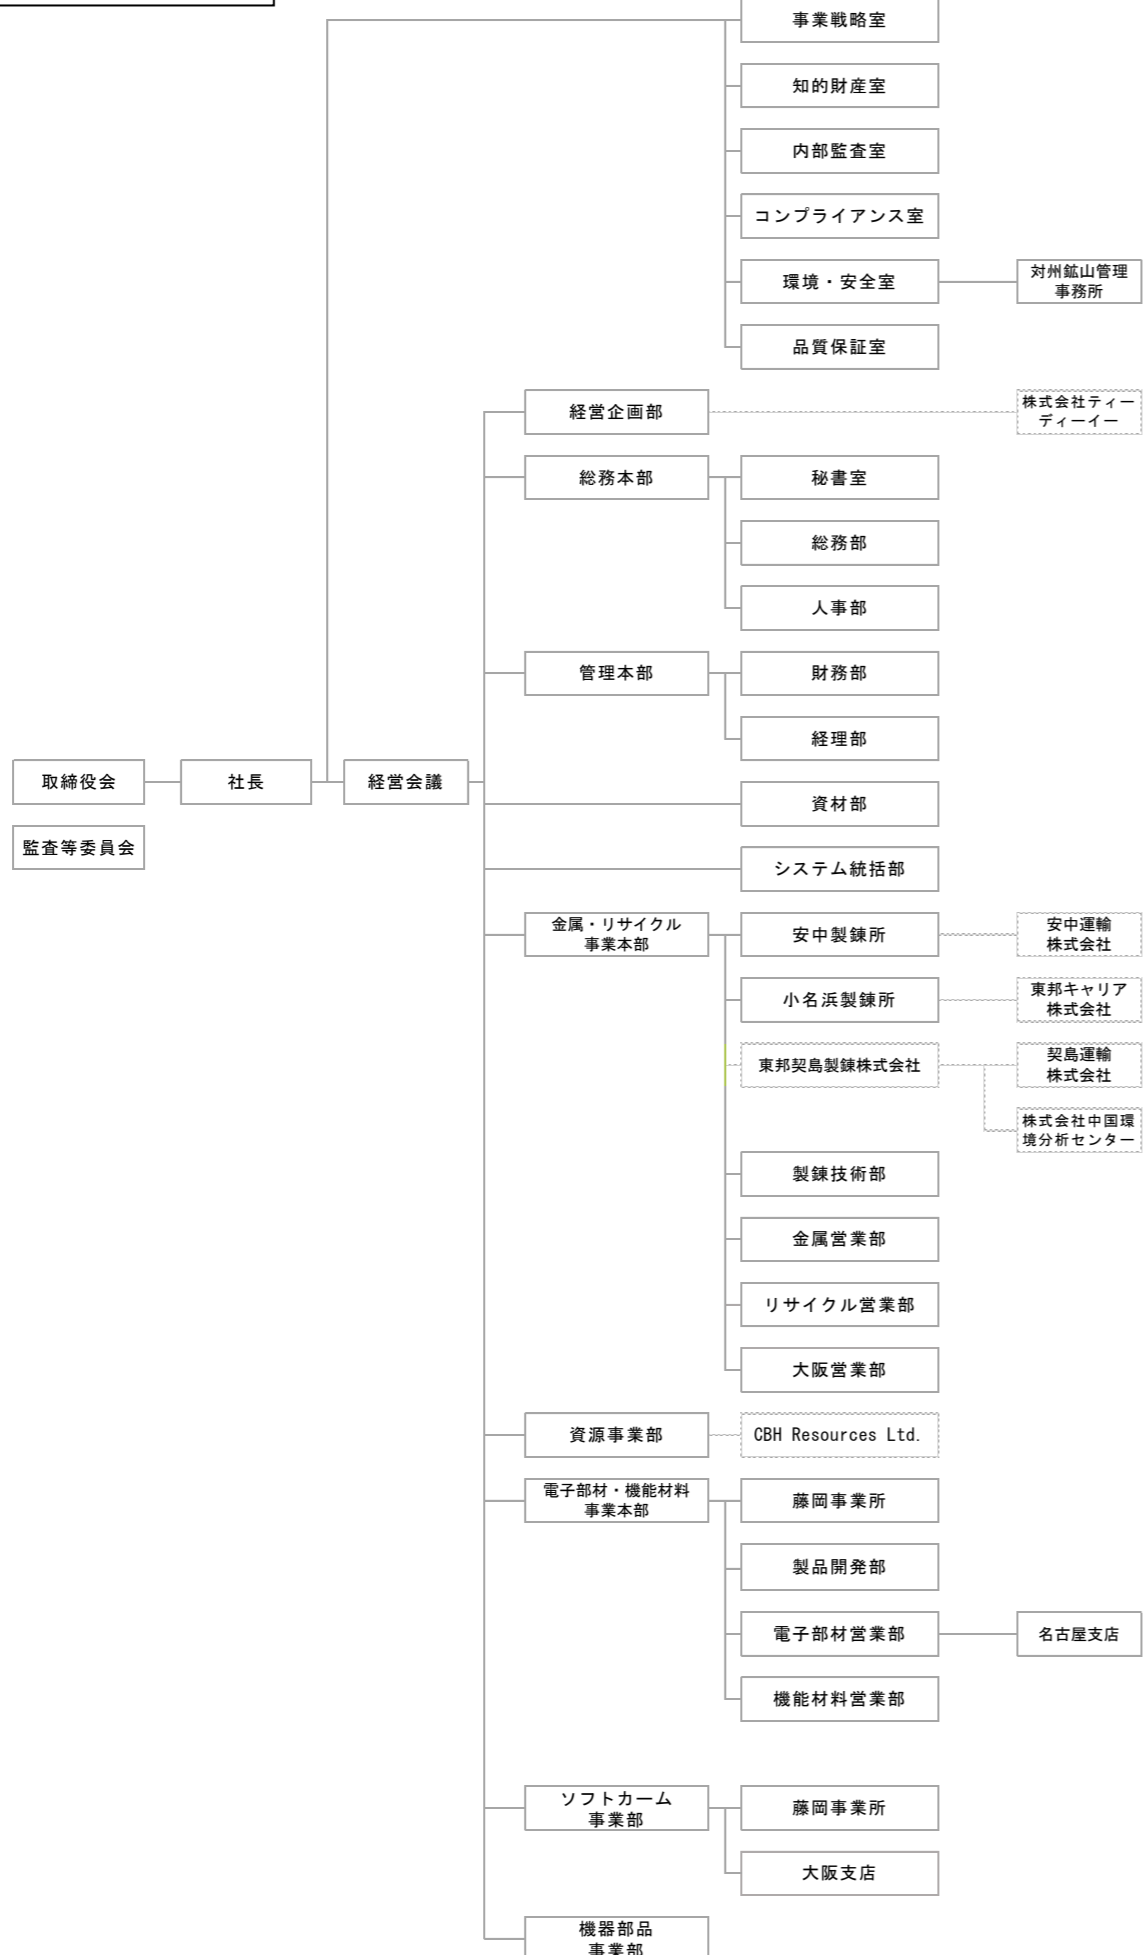 事業戦略室
知的財産室
内部監査室
コンプライアンス室
環境・安全室
対州鉱山管理
事務所
品質保証室
経営企画部
株式会社ティー
ディーイー
総務本部
秘書室
総務部
人事部
管理本部
財務部
経理部
取締役会
社長
経営会議
資材部
監査等委員会
システム統括部
金属・リサイクル
事業本部
安中製錬所
安中運輸
株式会社
小名浜製錬所
東邦キャリア
株式会社
東邦契島製錬株式会社
契島運輸
株式会社
株式会社中国環
境分析センター
製錬技術部
金属営業部
リサイクル営業部
大阪営業部
資源事業部
CBH Resources Ltd.
電子部材・機能材料
事業本部
藤岡事業所
製品開発部
電子部材営業部
名古屋支店
機能材料営業部
ソフトカーム
事業部
藤岡事業所
大阪支店
機器部品
事業部